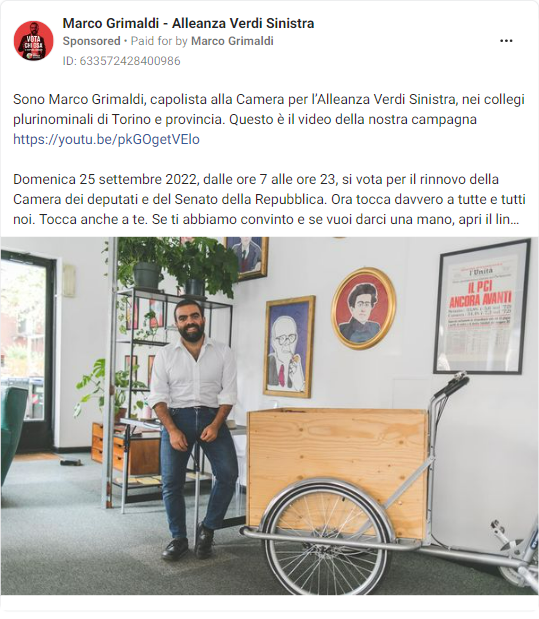 Marco Grimaldi - Alleanza Verdi Sinistra
Sponsored • Paid for by Marco Grimaldi
ID: 633572428400986
Sono Marco Grimaldi, capolista alla Camera per l'Alleanza Verdi Sinistra, nei collegi
plurinominali di Torino e provincia. Questo è il video della nostra campagna
https://youtu.be/pkGOgetVElo
Domenica 25 settembre 2022, dalle ore 7 alle ore 23, si vota per il rinnovo della
Camera dei deputati e del Senato della Repubblica. Ora tocca davvero a tutte e tutti
noi. Tocca anche a te. Se ti abbiamo convinto e se vuoi darci una mano, apri il lin...
l'Unità
IL PCI
ANCORA AVANTI